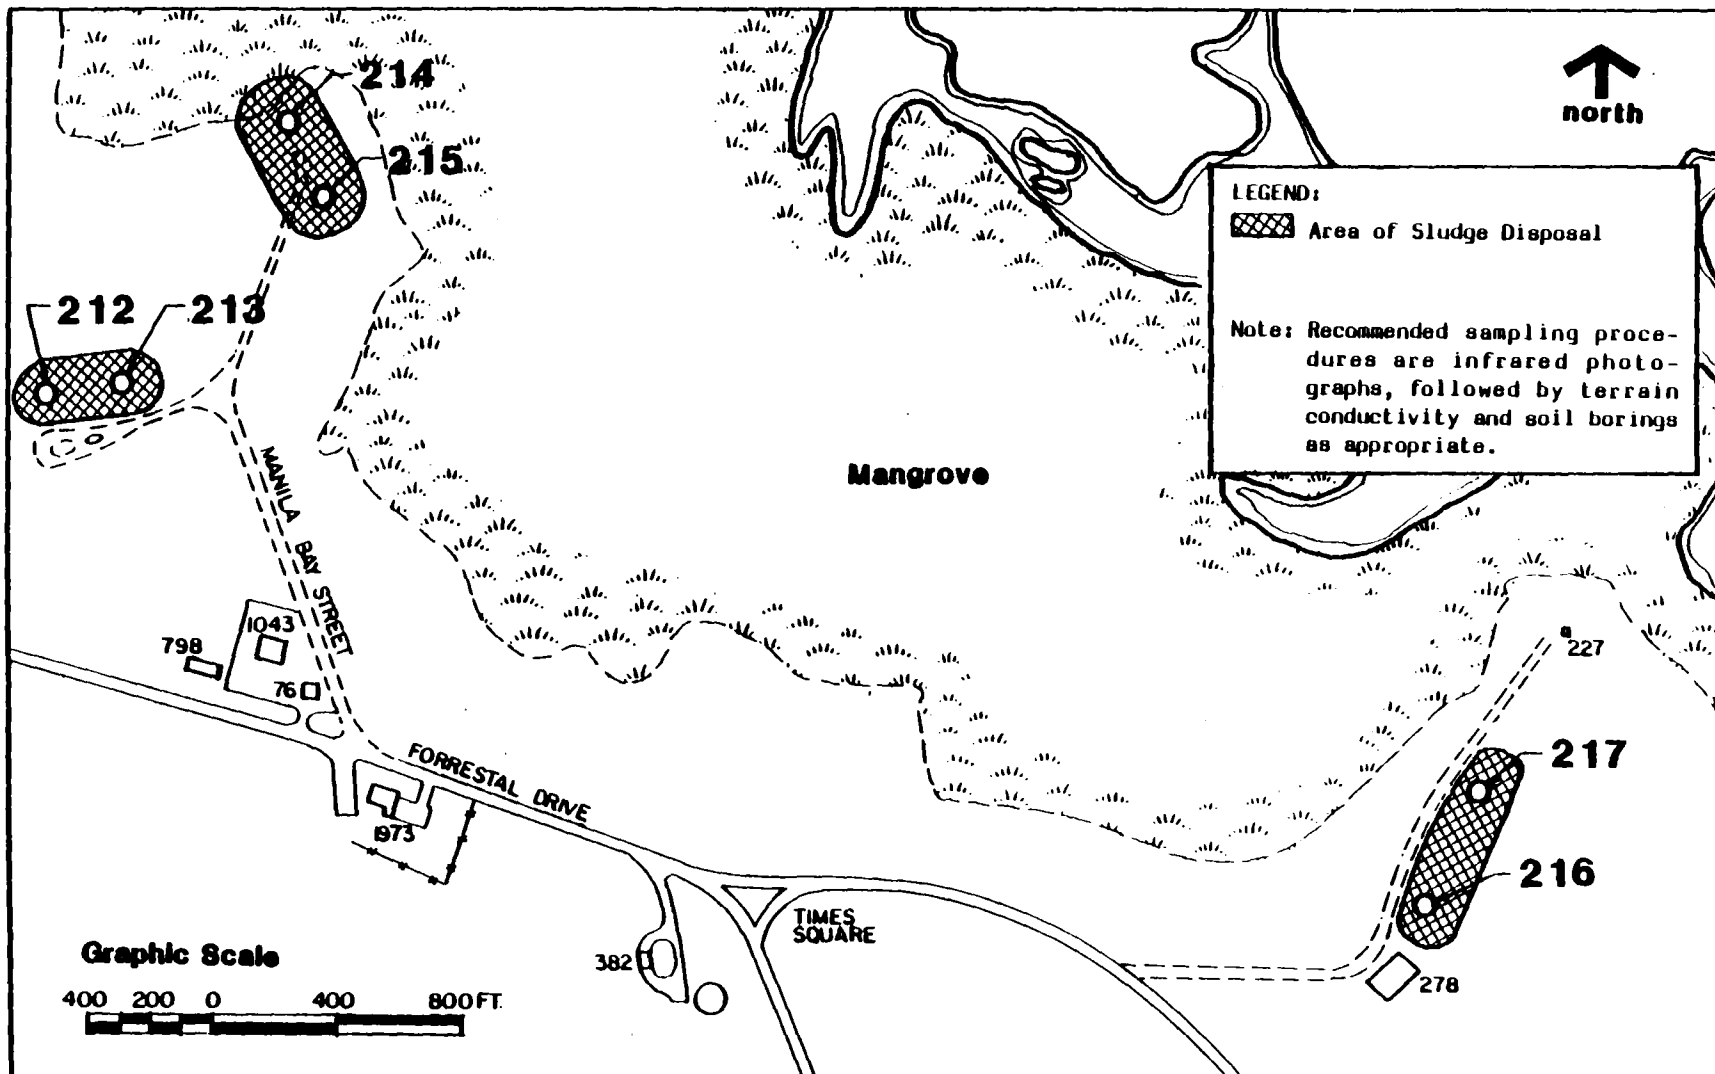 214
north
215
LEGEND:
Area of Sludge Disposal
212
213
Note: Recommended sampling proce-
dures are infrared photo-
graphs, followed by terrain
conductivity and soil borings
as appropriate.
Mangrove
MANILA BAY STREET
1043
798
76
227
FORRESTAL DRIVE
217
1973
216
TIMES
SQUARE
Graphic Scale
382
278
400 200 0 400 800 FT.